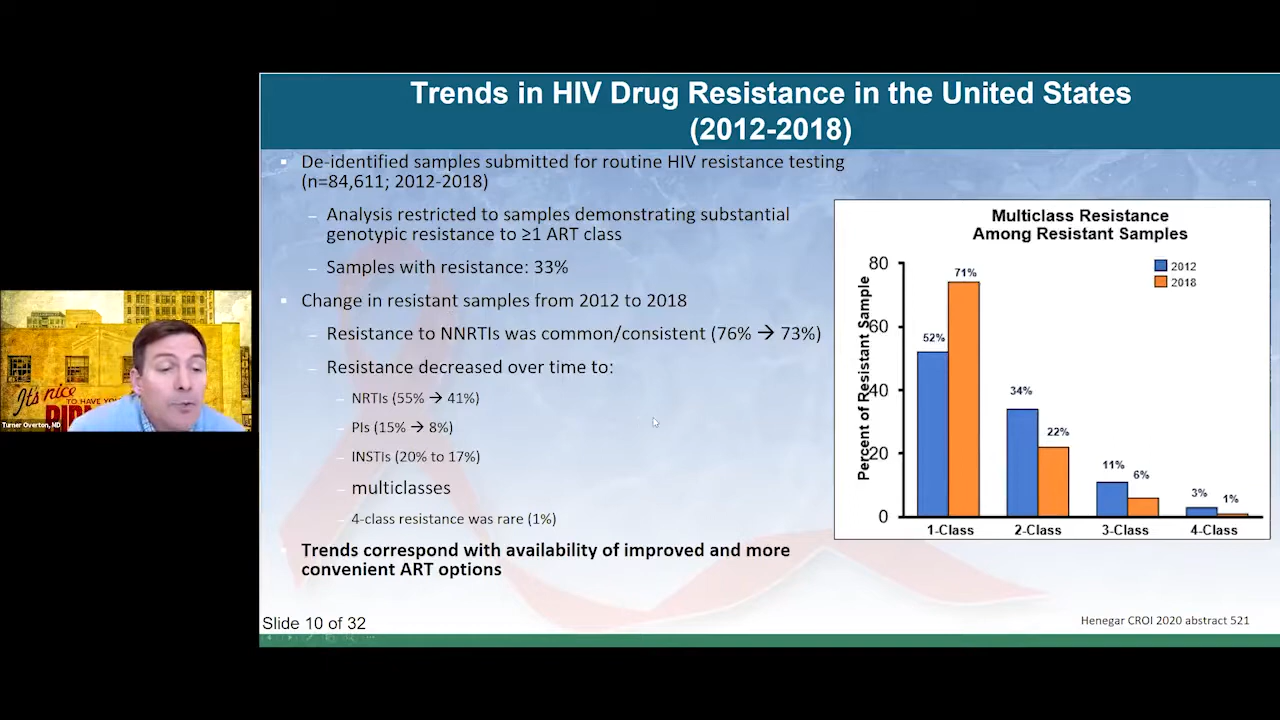 Trends in HIV Drug Resistance in the United States
(2012-2018)
▪ De-identified samples submitted for routine HIV resistance testing
(n=84,611; 2012-2018)
– Analysis restricted to samples demonstrating substantial
genotypic resistance to ≥1 ART class
– Samples with resistance: 33%
▪ Change in resistant samples from 2012 to 2018
– Resistance to NNRTIs was common/consistent (76% → 73%)
– Resistance decreased over time to:
– NRTIs (55% → 41%)
– PIs (15% → 8%)
– INSTIs (20% to 17%)
– multiclasses
– 4-class resistance was rare (1%)
▪ Trends correspond with availability of improved and more
convenient ART options
Multiclass Resistance
Among Resistant Samples
Percent of Resistant Sample
80
60
40
20
0
2012
2018
52%
71%
34%
22%
11%
6%
3%
1%
1-Class
2-Class
3-Class
4-Class
Slide 10 of 32
Henegar CROI 2020 abstract 521
It's nice
TO HAVE YOU
Turner Overton, MD